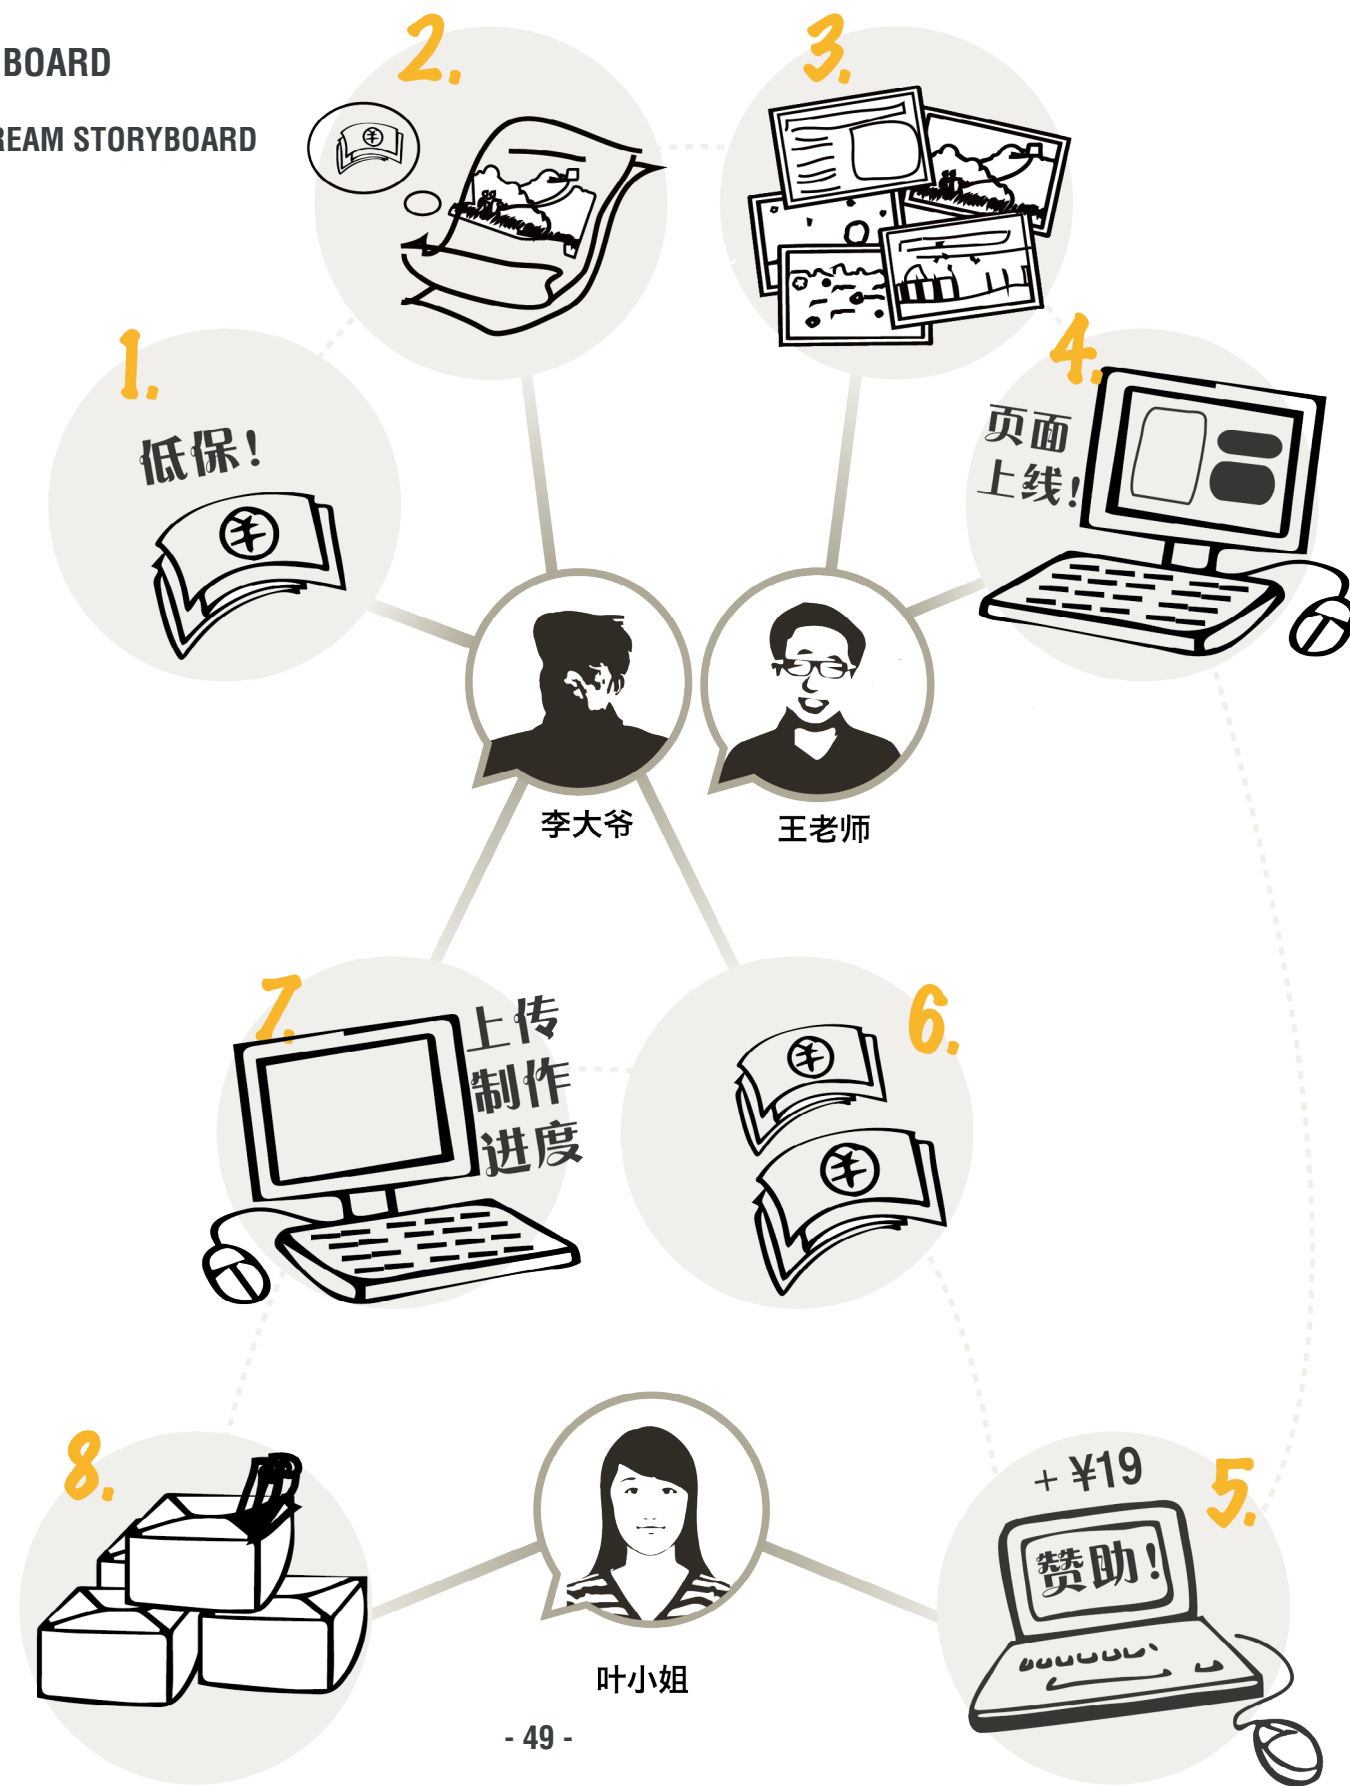 BOARD
REAM STORYBOARD
2.
3.
1.
低保!
4.
页面
上线!
李大爷
王老师
7.
上传
制作
进度
6.
8.
+ ¥19
5.
赞助!
叶小姐
- 49 -